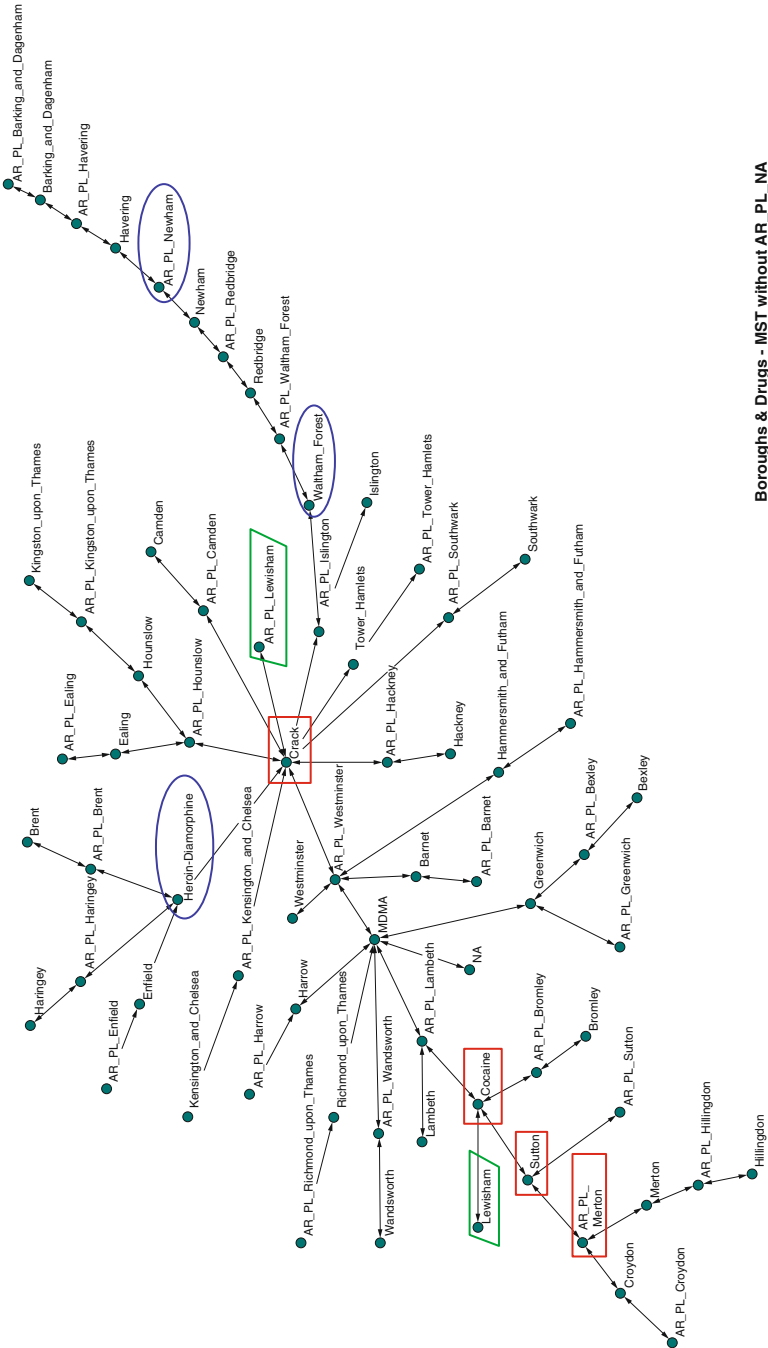 AR_PL_Barking_and_Dagenham
Barking_and_Dagenham
AR_PL_Havering
Havering
AR_PL_Newham
Newham
AR_PL_Redbridge
Redbridge
AR_PL_Waltham_Forest
Waltham_Forest
Kingston_upon_Thames
AR_PL_Kingston_upon_Thames
Hounslow
AR_PL_Hounslow
AR_PL_Ealing
Ealing
Camden
AR_PL_Camden
AR_PL_Lewisham
AR_PL_Islington
Islington
Tower_Hamlets
AR_PL_Tower_Hamlets
AR_PL_Southwark
Southwark
Crack
AR_PL_Hackney
Hackney
Hammersmith_and_Futham
AR_PL_Hammersmith_and_Futham
Brent
AR_PL_Brent
Heroin-Diamorphine
AR_PL_Haringey
Haringey
Enfield
AR_PL_Enfield
AR_PL_Kensington_and_Chelsea
Kensington_and_Chelsea
Westminster
AR_PL_Westminster
Barnet
AR_PL_Barnet
MDMA
Greenwich
AR_PL_Greenwich
AR_PL_Bexley
Bexley
NA
Harrow
AR_PL_Harrow
Richmond_upon_Thames
AR_PL_Richmond_upon_Thames
AR_PL_Wandsworth
Wandsworth
AR_PL_Lambeth
Lambeth
Cocaine
AR_PL_Bromley
Bromley
Lewisham
Sutton
AR_PL_Sutton
AR_PL_
Merton
Merton
AR_PL_Hillingdon
Hillingdon
Croydon
AR_PL_Croydon
Boroughs & Drugs - MST without AR_PL_NA